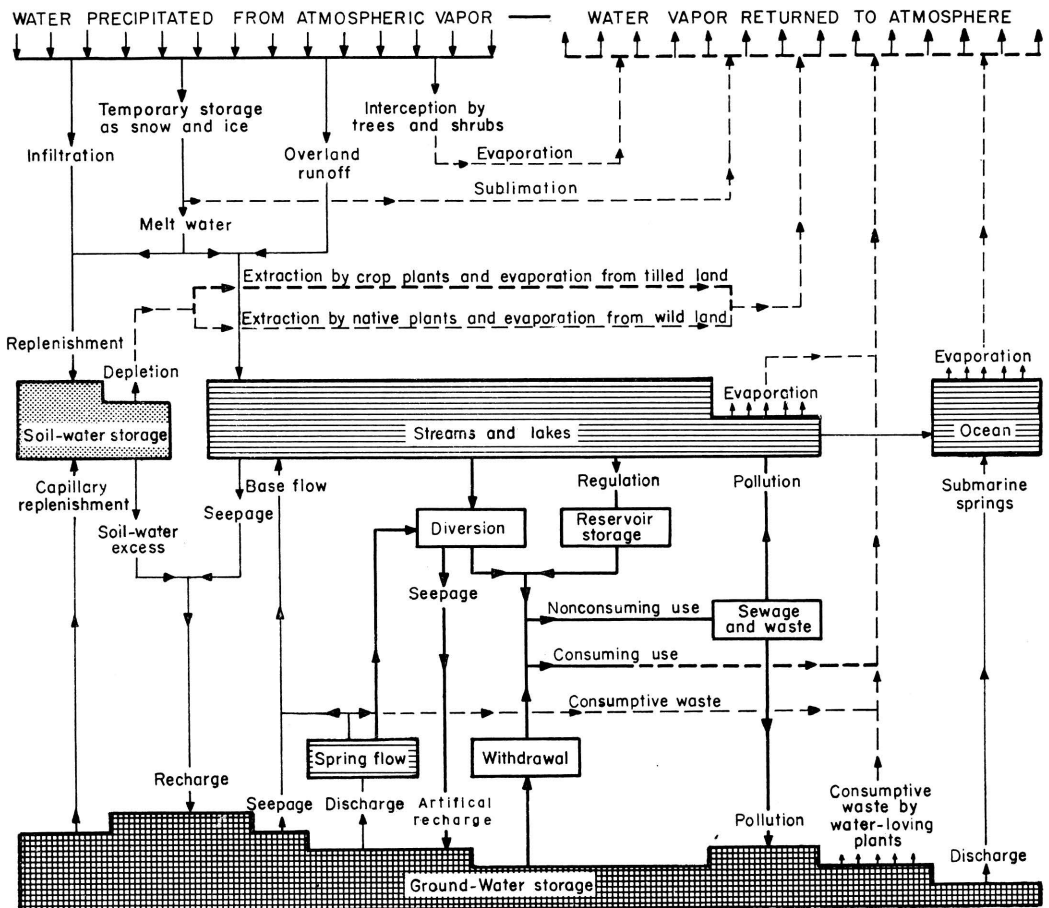 WATER PRECIPITATED FROM ATMOSPHERIC VAPOR — WATER VAPOR RETURNED TO ATMOSPHERE
Temporary storage
as snow and ice
Interception by
trees and shrubs
Infiltration
Overland
runoff
Evaporation
Sublimation
Melt water
Extraction by crop plants and evaporation from tilled land
Extraction by native plants and evaporation from wild land
Replenishment
Depletion
Evaporation
Evaporation
Soil-water storage
Streams and lakes
Ocean
Capillary
replenishment
Base flow
Regulation
Pollution
Submarine
springs
Seepage
Soil-water
excess
Diversion
Reservoir
storage
Seepage
Nonconsuming use
Sewage
and waste
Consuming use
Consumptive waste
Spring flow
Withdrawal
Recharge
Seepage
Discharge
Artifical
recharge
Pollution
Consumptive
waste by
water-loving
plants
Discharge
Ground-Water storage